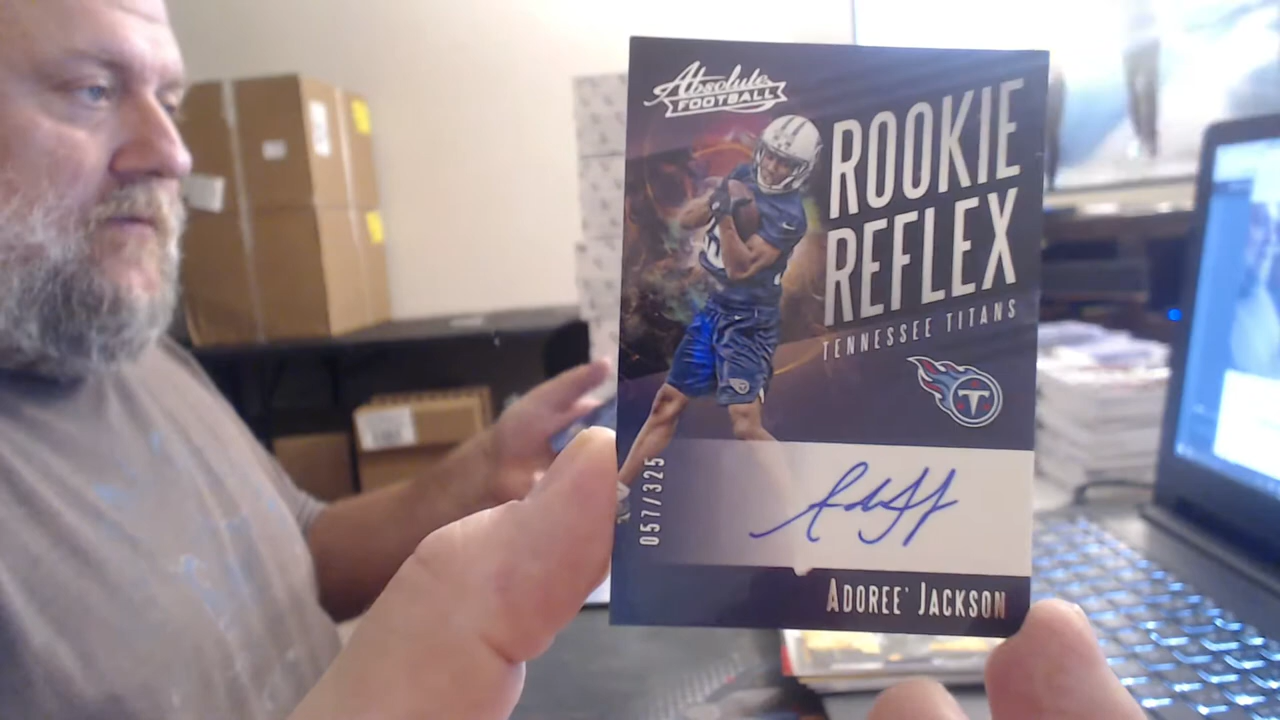 Absolute
FOOTBALL
ROOKIE
REFLEX
TENNESSEE TITANS
T
057/325
ADOREE' JACKSON